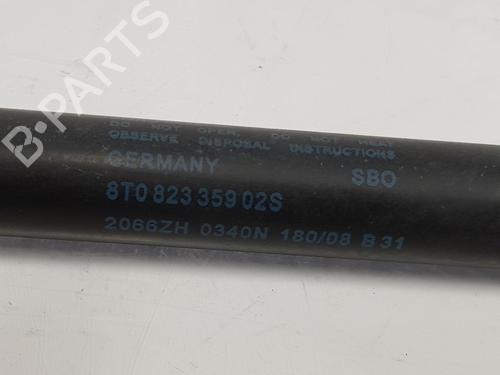 DO NOT OPEN. DO NOT HEAT
OBSERVE DISPOSAL INSTRUCTIONS
GERMANY SBO
8T0 823 359 02S
2066ZH 0340N 180/08 B 31
B-PARTS